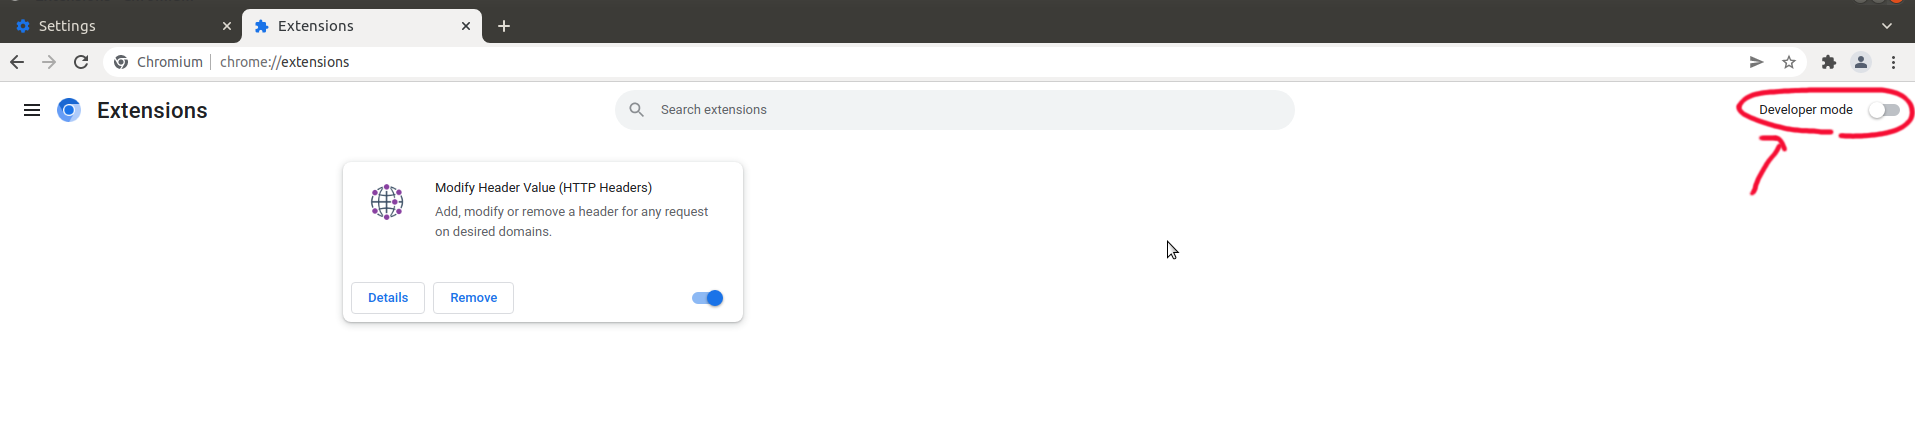 Settings
Extensions
Chromium | chrome://extensions
Extensions
Search extensions
Developer mode
Modify Header Value (HTTP Headers)
Add, modify or remove a header for any request
on desired domains.
Details
Remove